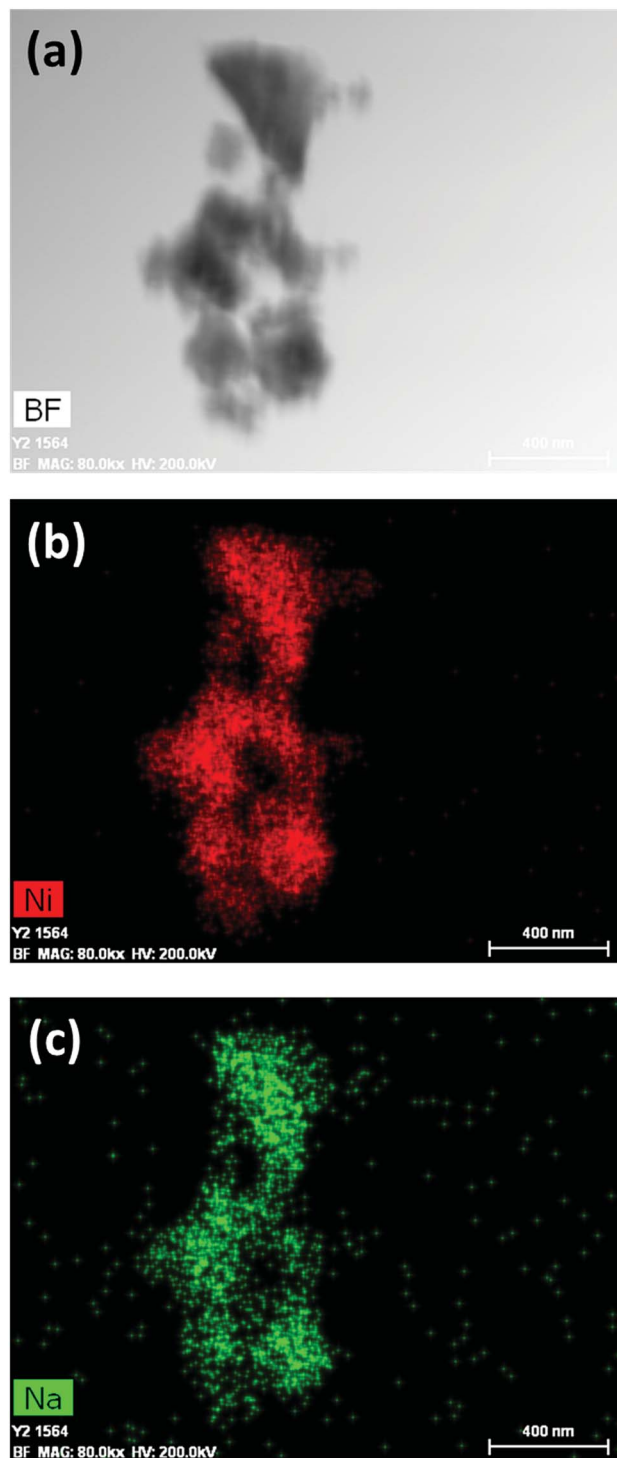 (a)
BF
Y2 1564
400 nm
BF MAG: 80.0kx HV: 200.0kV
(b)
Ni
Y2 1564
400 nm
BF MAG: 80.0kx HV: 200.0kV
(c)
Na
Y2 1564
400 nm
BF MAG: 80.0kx HV: 200.0kV